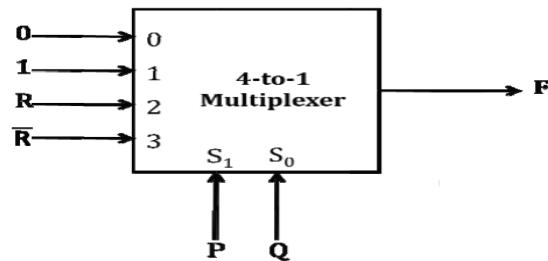 0 0
1 1
R 2
R̅ 3
4-to-1
Multiplexer
F
S₁ S₀
P Q